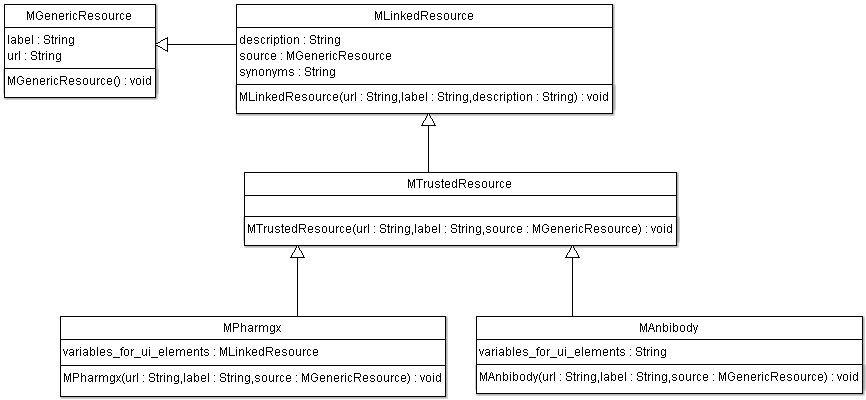 MGenericResource
label : String
url : String
MGenericResource() : void
MLinkedResource
description : String
source : MGenericResource
synonyms : String
MLinkedResource(url : String,label : String,description : String) : void
MTrustedResource
MTrustedResource(url : String,label : String,source : MGenericResource) : void
MPharmgx
variables_for_ui_elements : MLinkedResource
MPharmgx(url : String,label : String,source : MGenericResource) : void
MAnbibody
variables_for_ui_elements : String
MAnbibody(url : String,label : String,source : MGenericResource) : void